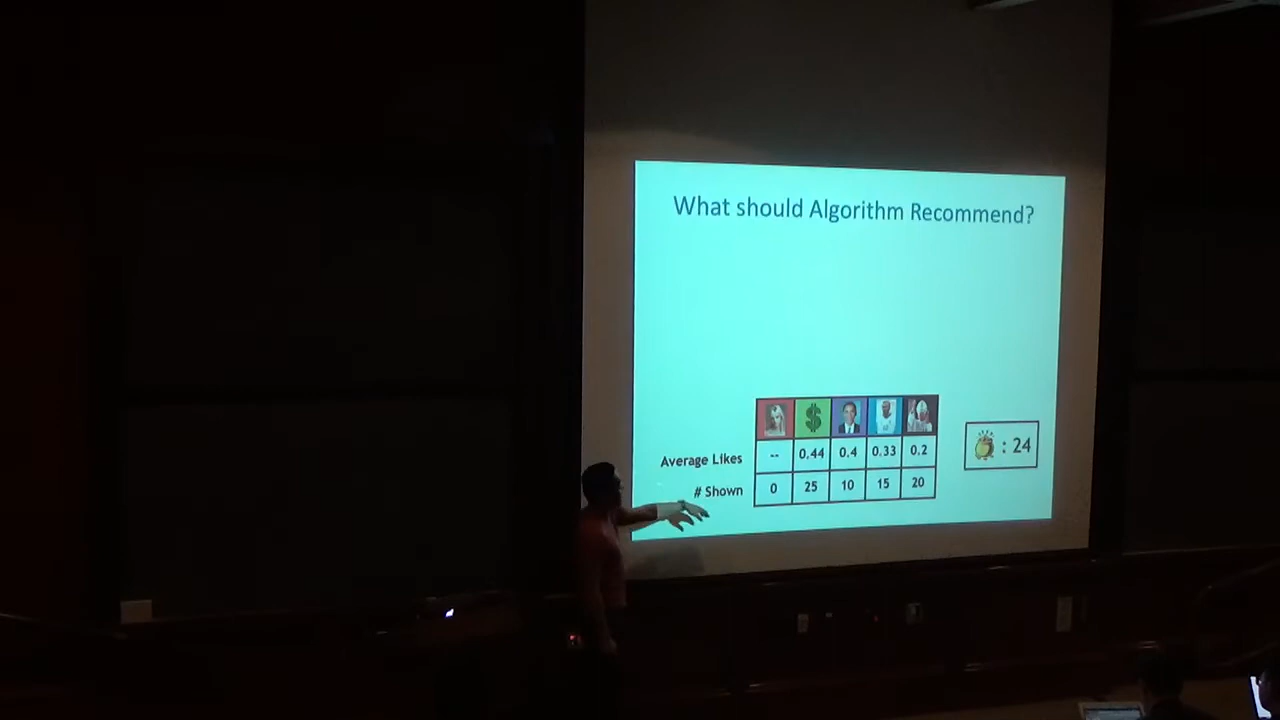 What should Algorithm Recommend?
$
Average Likes -- 0.44 0.4 0.33 0.2
: 24
# Shown 0 25 10 15 20